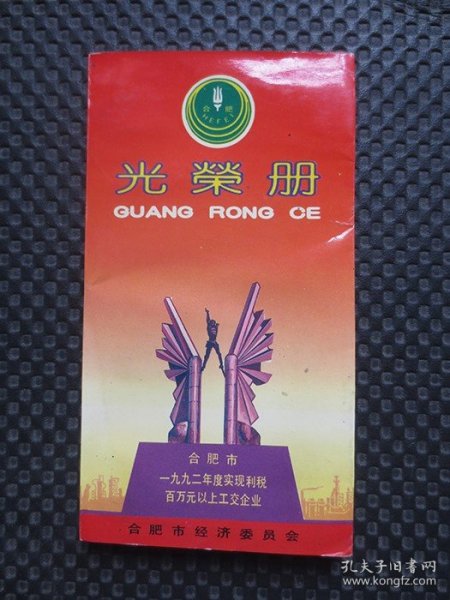 合肥
HEFEI
光榮册
GUANG RONG CE
合肥市
一九九二年度实现利税
百万元以上工交企业
合肥市经济委员会
孔夫子旧书网
www.kongfz.com